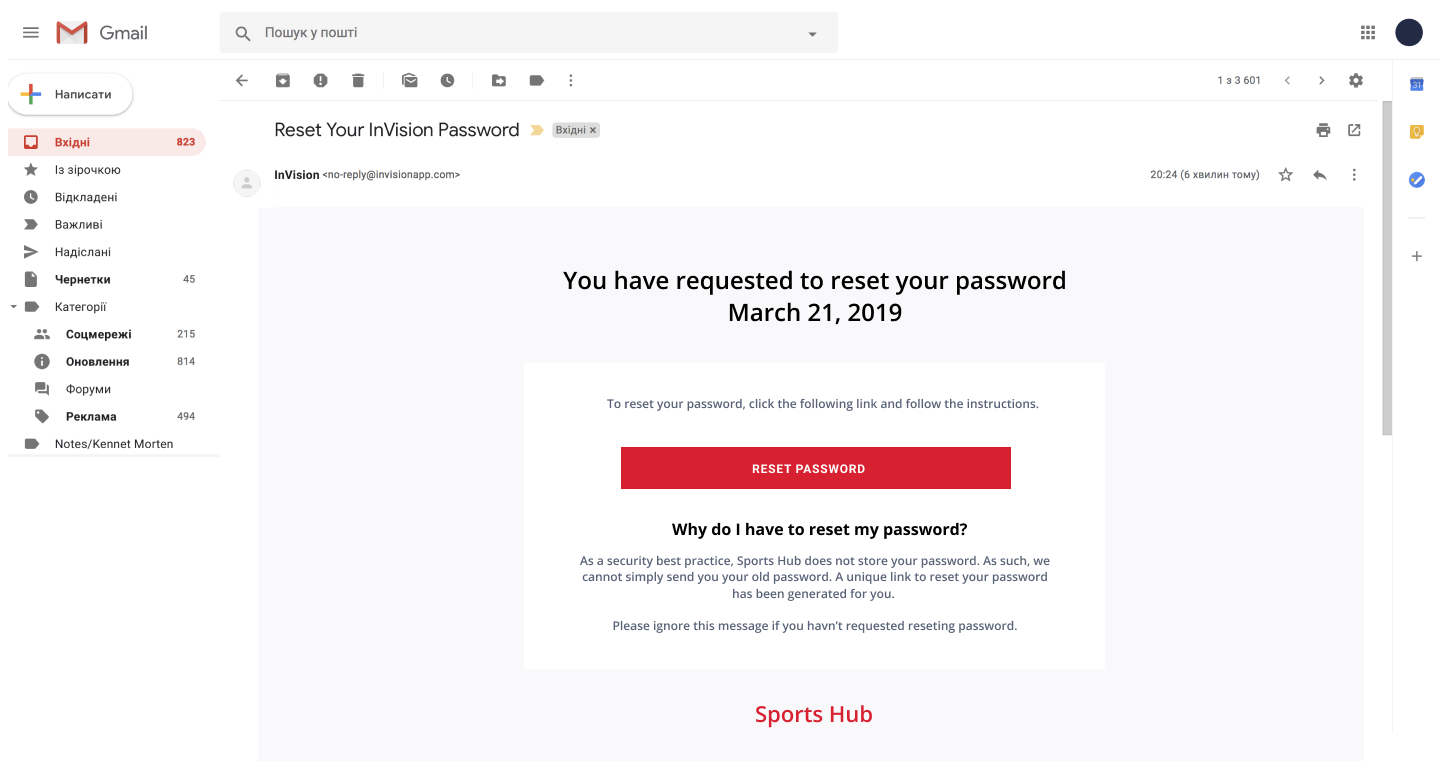 Gmail
Пошук у пошті
Написати
1 з 3 601
31
Вхідні 823
Із зірочкою
Відкладені
Важливі
Надіслані
Чернетки 45
Категорії
Соцмережі 215
Оновлення 814
Форуми
Реклама 494
Notes/Kennet Morten
Reset Your InVision Password Вхідні ×
InVision <no-reply@invisionapp.com> 20:24 (6 хвилин тому)
You have requested to reset your password
March 21, 2019
To reset your password, click the following link and follow the instructions.
RESET PASSWORD
Why do I have to reset my password?
As a security best practice, Sports Hub does not store your password. As such, we
cannot simply send you your old password. A unique link to reset your password
has been generated for you.
Please ignore this message if you havn't requested reseting password.
Sports Hub